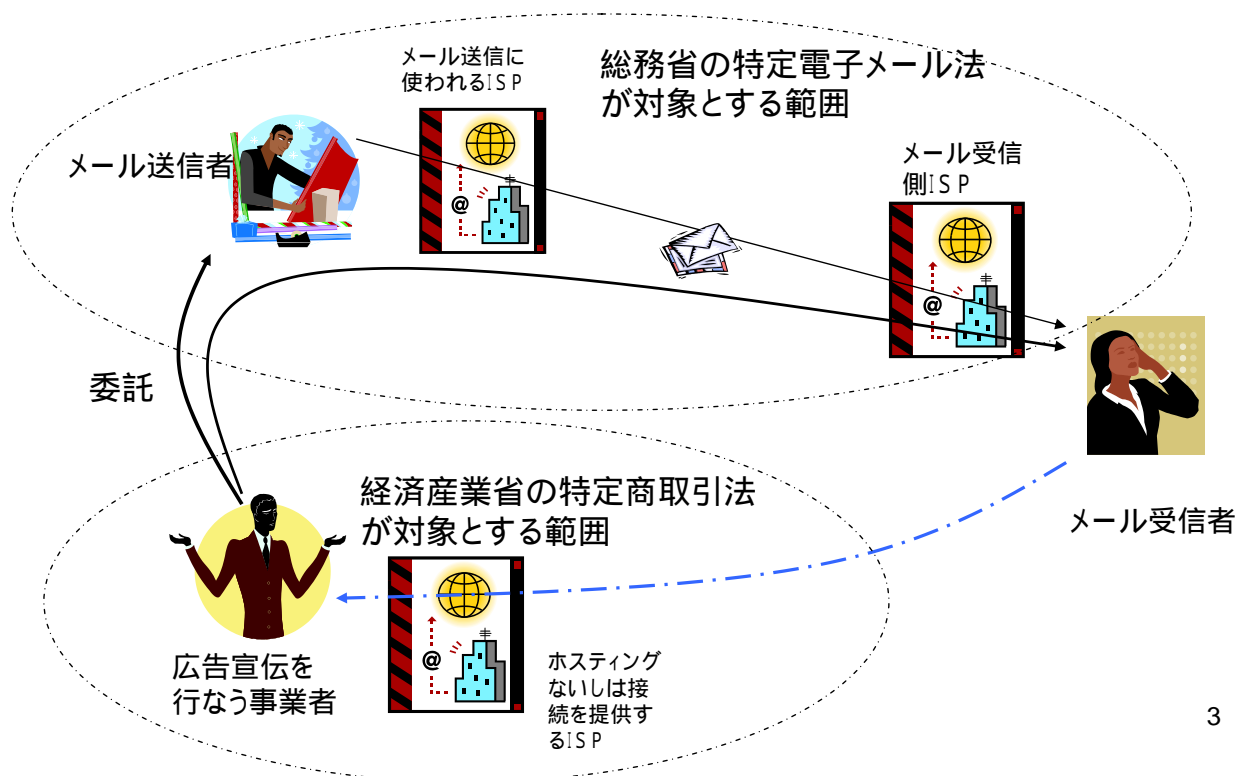 メール送信に
使われるISP
総務省の特定電子メール法
が対象とする範囲
メール送信者
メール受信
側ISP
@
@
委託
経済産業省の特定商取引法
が対象とする範囲
メール受信者
@
広告宣伝を
行なう事業者
ホスティング
ないしは接
続を提供す
るISP
3